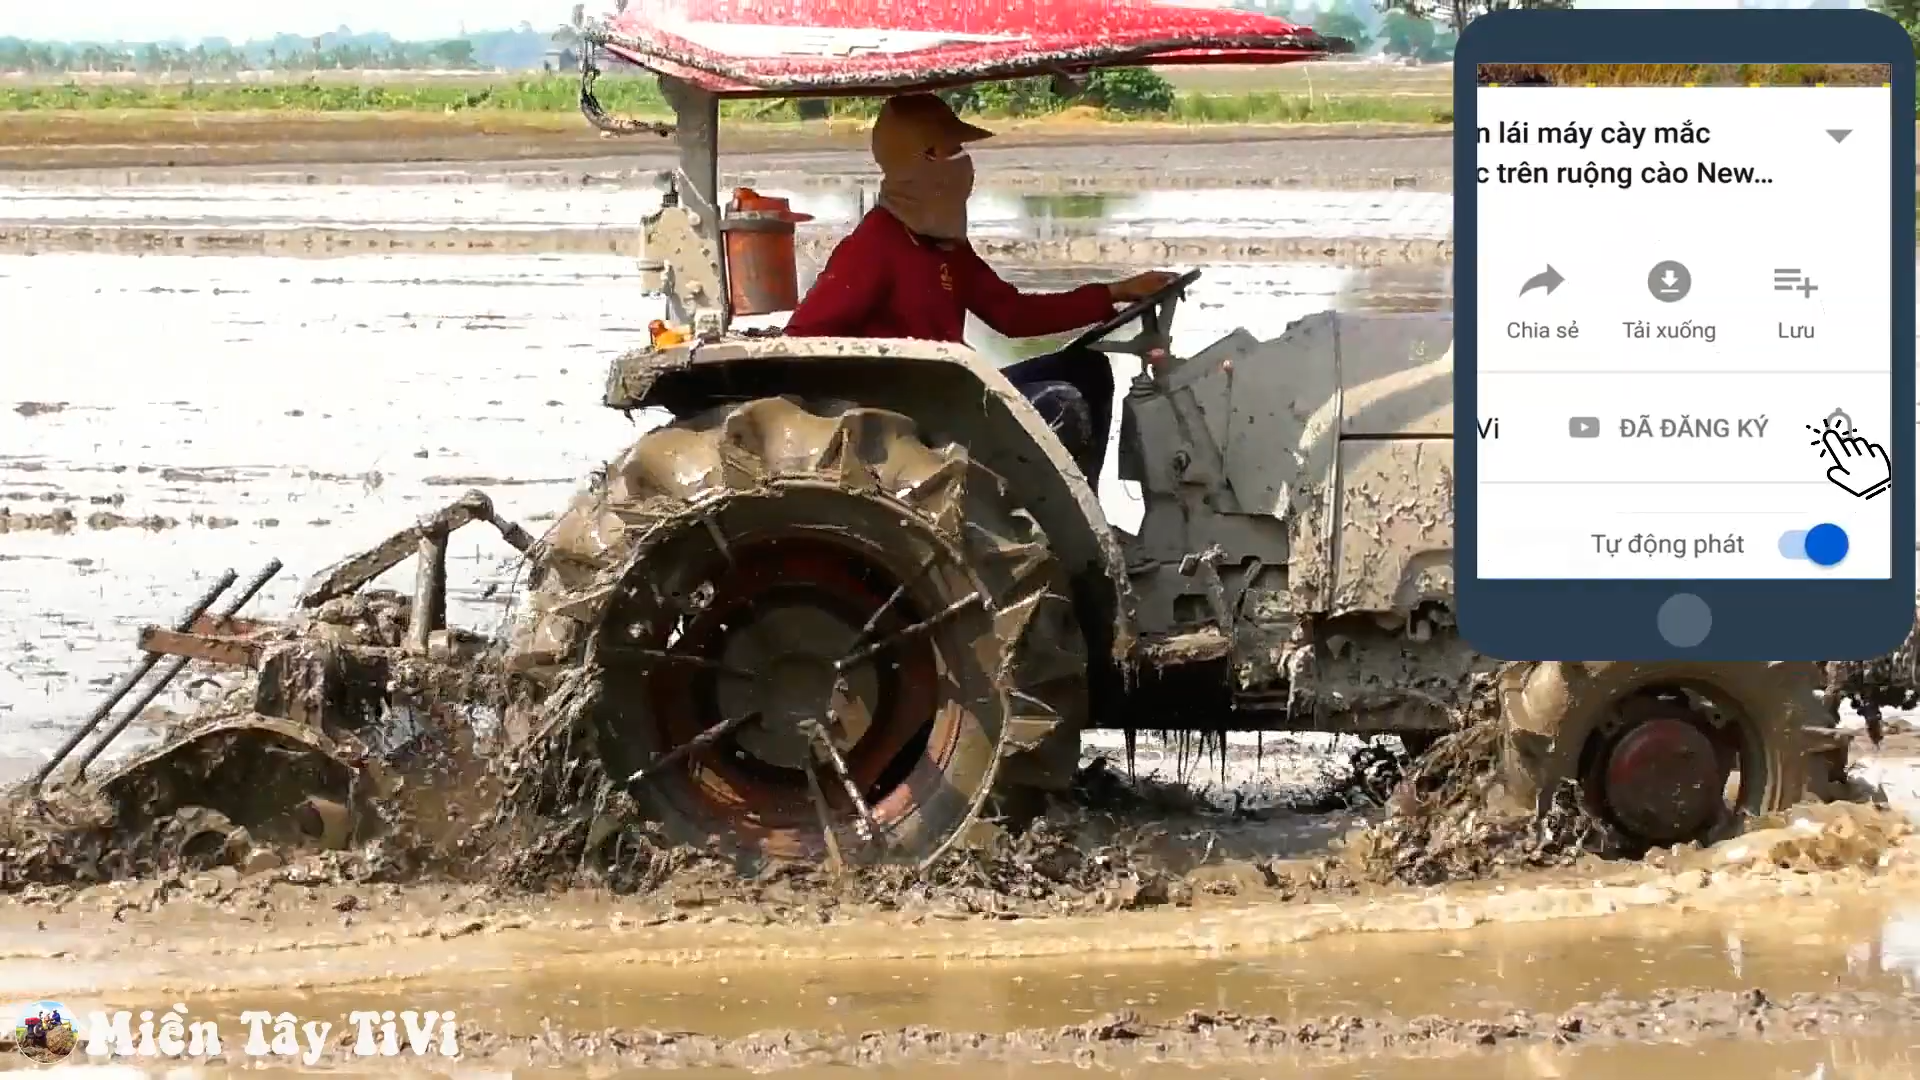 n lái máy cày mắc
c trên ruộng cào New...
Chia sẻ
Tải xuống
Lưu
Vi
ĐÃ ĐĂNG KÝ
Tự động phát
Miền Tây TiVi